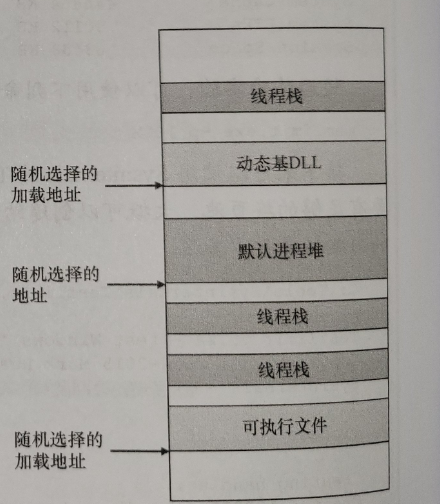 线程栈
动态基DLL
随机选择的
加载地址
默认进程堆
随机选择的
地址
线程栈
线程栈
可执行文件
随机选择的
加载地址